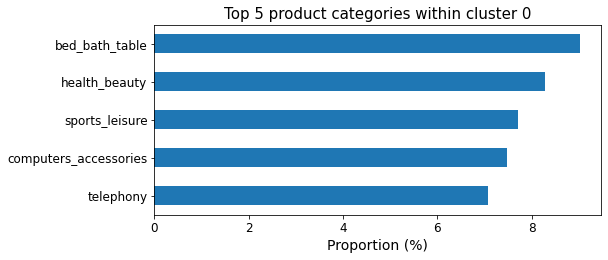 Top 5 product categories within cluster 0
bed_bath_table
health_beauty
sports_leisure
computers_accessories
telephony
0 2 4 6 8
Proportion (%)